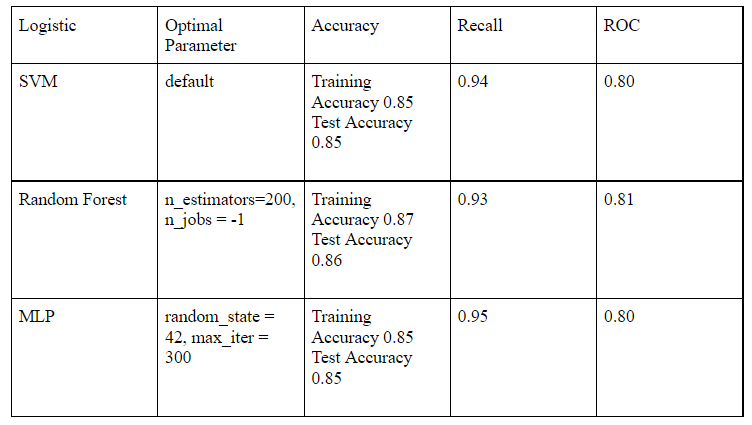 Logistic
Optimal
Parameter
Accuracy
Recall
ROC
SVM
default
Training
Accuracy 0.85
Test Accuracy
0.85
0.94
0.80
Random Forest
n_estimators=200,
n_jobs = -1
Training
Accuracy 0.87
Test Accuracy
0.86
0.93
0.81
MLP
random_state =
42, max_iter =
300
Training
Accuracy 0.85
Test Accuracy
0.85
0.95
0.80